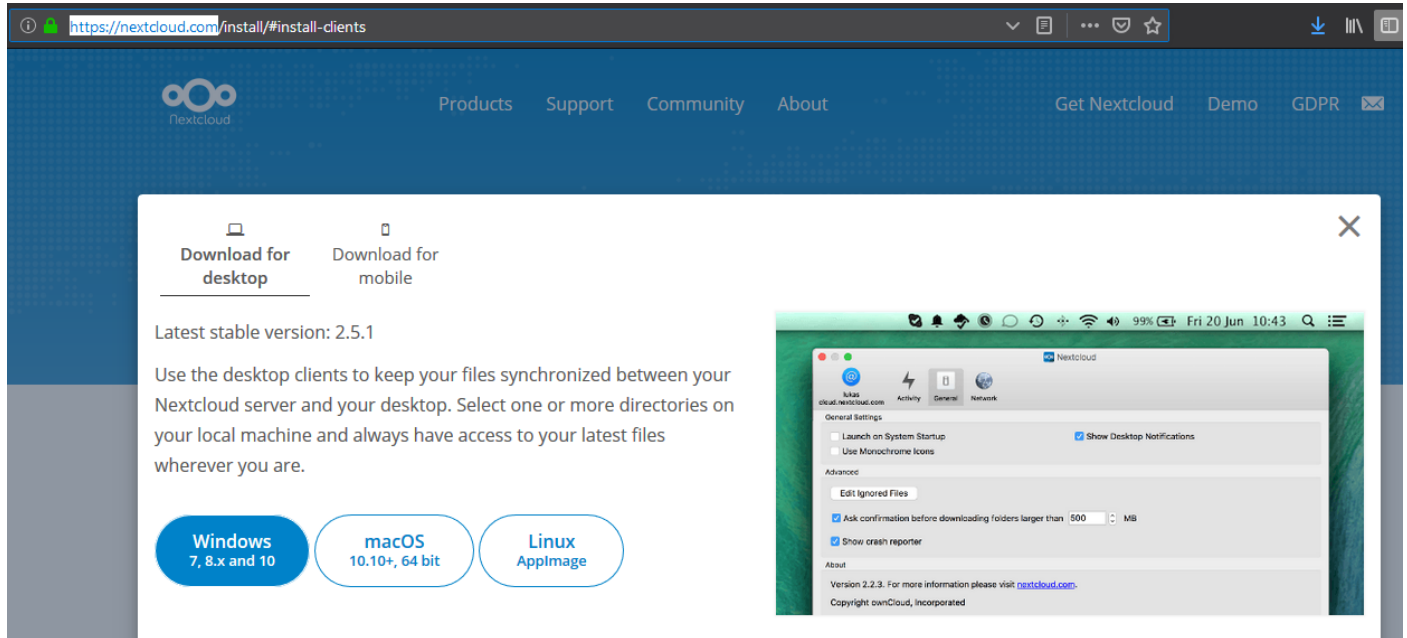 https://nextcloud.com/install/#install-clients
Nextcloud
Products Support Community About Get Nextcloud Demo GDPR
Download for
desktop
Download for
mobile
Latest stable version: 2.5.1
Use the desktop clients to keep your files synchronized between your
Nextcloud server and your desktop. Select one or more directories on
your local machine and always have access to your latest files
wherever you are.
Windows
7, 8.x and 10
macOS
10.10+, 64 bit
Linux
AppImage
99% Fri 20 Jun 10:43
Nextcloud
lukas
cloud.nextcloud.com
Activity General Network
General Settings
Launch on System Startup Show Desktop Notifications
Use Monochrome Icons
Advanced
Edit Ignored Files
Ask confirmation before downloading folders larger than 500 MB
Show crash reporter
About
Version 2.2.3. For more information please visit nextcloud.com.
Copyright ownCloud, Incorporated